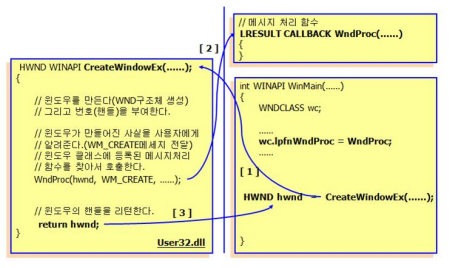 [ 2 ]
HWND WINAPI CreateWindowEx(......);
{
// 윈도우를 만든다(WND구조체 생성)
// 그리고 번호(핸들)를 부여한다.
// 윈도우가 만들어진 사실을 사용자에게
// 알려준다.(WM_CREATE메세지 전달)
// 윈도우 클래스에 등록된 메시지처리
// 함수를 찾아서 호출한다.
WndProc(hwnd, WM_CREATE, ......);
// 윈도우의 핸들을 리턴한다.
[ 3 ]
return hwnd;
}
User32.dll
// 메시지 처리 함수
LRESULT CALLBACK WndProc(......)
{
}
int WINAPI WinMain(......)
{
WNDCLASS wc;
......
wc.lpfnWndProc = WndProc;
......
[ 1 ]
HWND hwnd = CreateWindowEx(......);
}